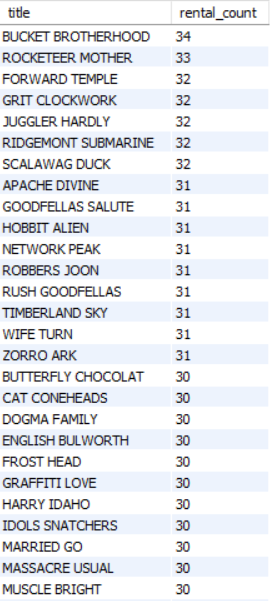 title rental_count
BUCKET BROTHERHOOD 34
ROCKETEER MOTHER 33
FORWARD TEMPLE 32
GRIT CLOCKWORK 32
JUGGLER HARDLY 32
RIDGEMONT SUBMARINE 32
SCALAWAG DUCK 32
APACHE DIVINE 31
GOODFELLAS SALUTE 31
HOBBIT ALIEN 31
NETWORK PEAK 31
ROBBERS JOON 31
RUSH GOODFELLAS 31
TIMBERLAND SKY 31
WIFE TURN 31
ZORRO ARK 31
BUTTERFLY CHOCOLAT 30
CAT CONEHEADS 30
DOGMA FAMILY 30
ENGLISH BULWORTH 30
FROST HEAD 30
GRAFFITI LOVE 30
HARRY IDAHO 30
IDOLS SNATCHERS 30
MARRIED GO 30
MASSACRE USUAL 30
MUSCLE BRIGHT 30